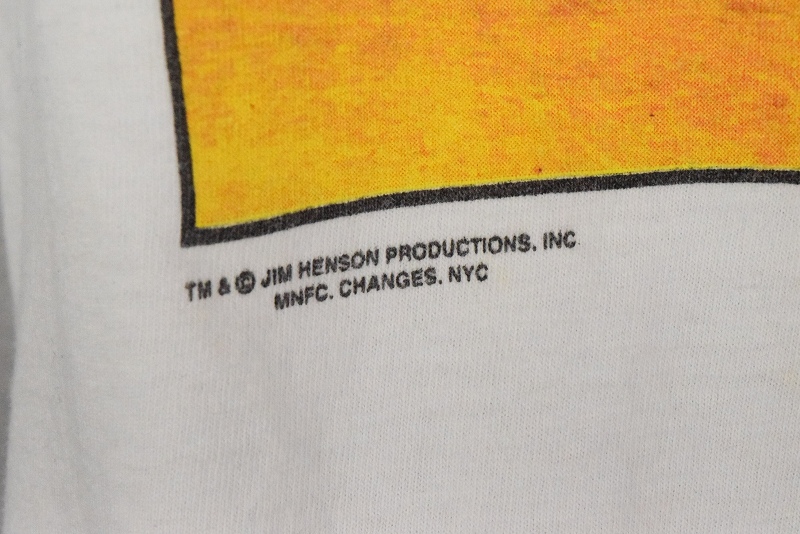 TM & © JIM HENSON PRODUCTIONS, INC
MNFC. CHANGES. NYC